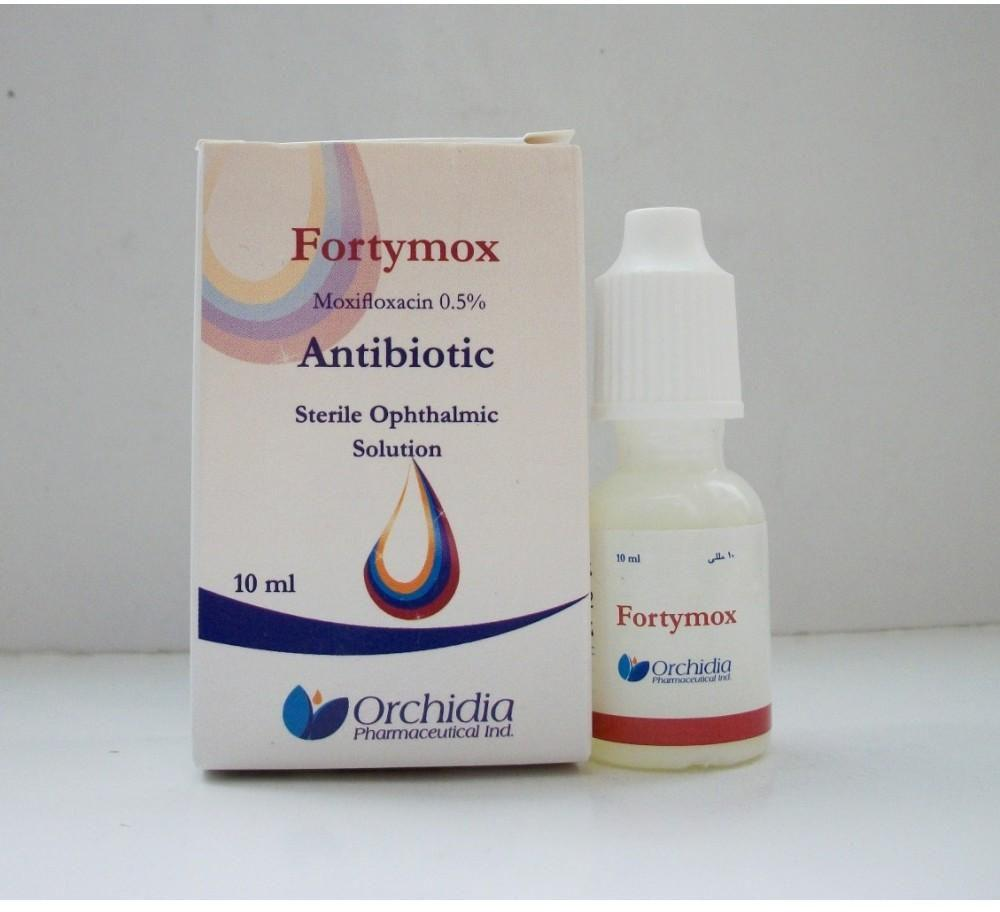 Fortymox
Moxifloxacin 0.5%
Antibiotic
Sterile Ophthalmic
Solution
10 ml
Orchidia
Pharmaceutical Ind.
10 ml
١٠ مللي
Fortymox
Orchidia
Pharmaceutical Ind.